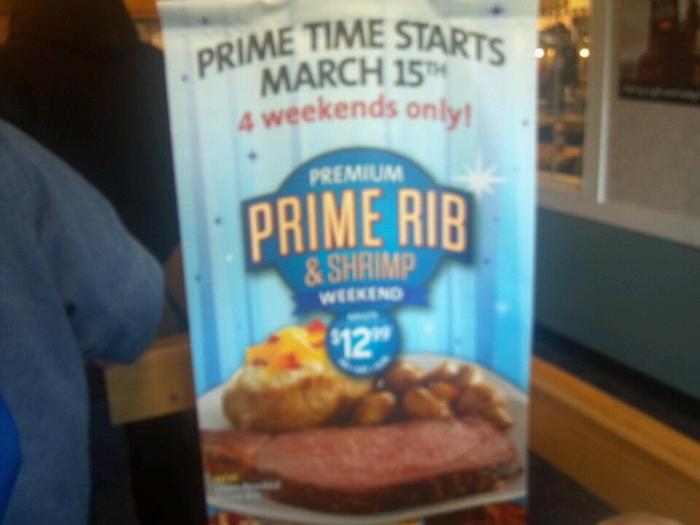 PRIME TIME STARTS
MARCH 15TH
4 weekends only!
PREMIUM
PRIME RIB
& SHRIMP
WEEKEND
$12.99